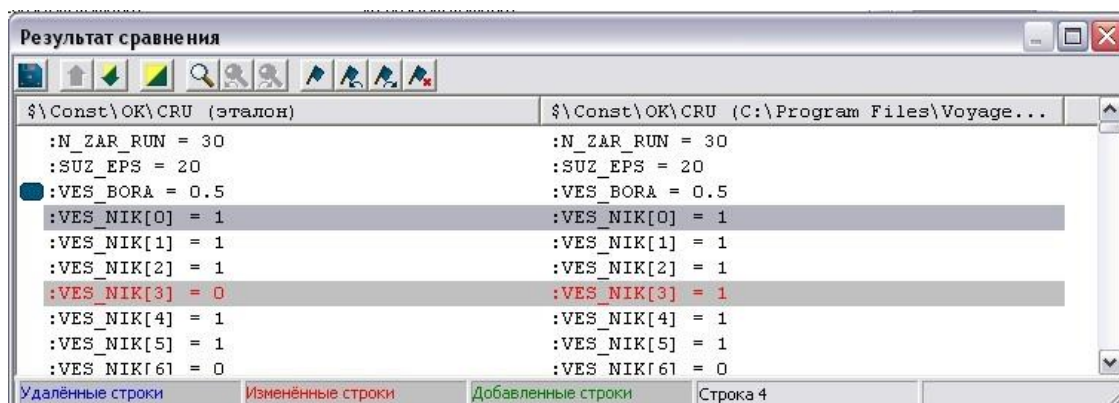 Результат сравнения
$\Const\OK\CRU (эталон) $\Const\OK\CRU (C:\Program Files\Voyage...
:N_ZAR_RUN = 30 :N_ZAR_RUN = 30
:SUZ_EPS = 20 :SUZ_EPS = 20
:VES_BORA = 0.5 :VES_BORA = 0.5
:VES_NIK[0] = 1 :VES_NIK[0] = 1
:VES_NIK[1] = 1 :VES_NIK[1] = 1
:VES_NIK[2] = 1 :VES_NIK[2] = 1
:VES_NIK[3] = 0 :VES_NIK[3] = 1
:VES_NIK[4] = 1 :VES_NIK[4] = 1
:VES_NIK[5] = 1 :VES_NIK[5] = 1
:VES_NIK[6] = 0 :VES_NIK[6] = 0
Удалённые строки Изменённые строки Добавленные строки Строка 4